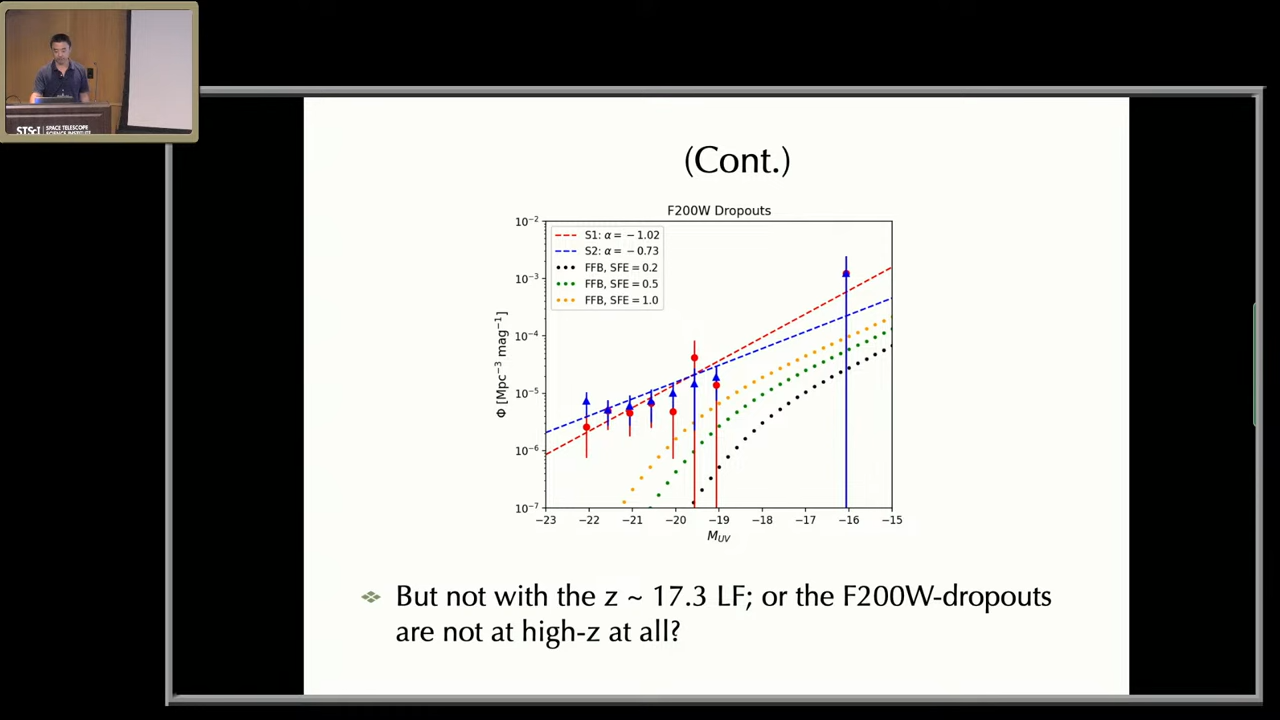 STScI | SPACE TELESCOPE
SCIENCE INSTITUTE
(Cont.)
F200W Dropouts
S1: α = −1.02
S2: α = −0.73
FFB, SFE = 0.2
FFB, SFE = 0.5
FFB, SFE = 1.0
10⁻²
10⁻³
10⁻⁴
10⁻⁵
10⁻⁶
10⁻⁷
Φ [Mpc⁻³ mag⁻¹]
−23 −22 −21 −20 −19 −18 −17 −16 −15
M_UV
But not with the z ~ 17.3 LF; or the F200W-dropouts
are not at high-z at all?